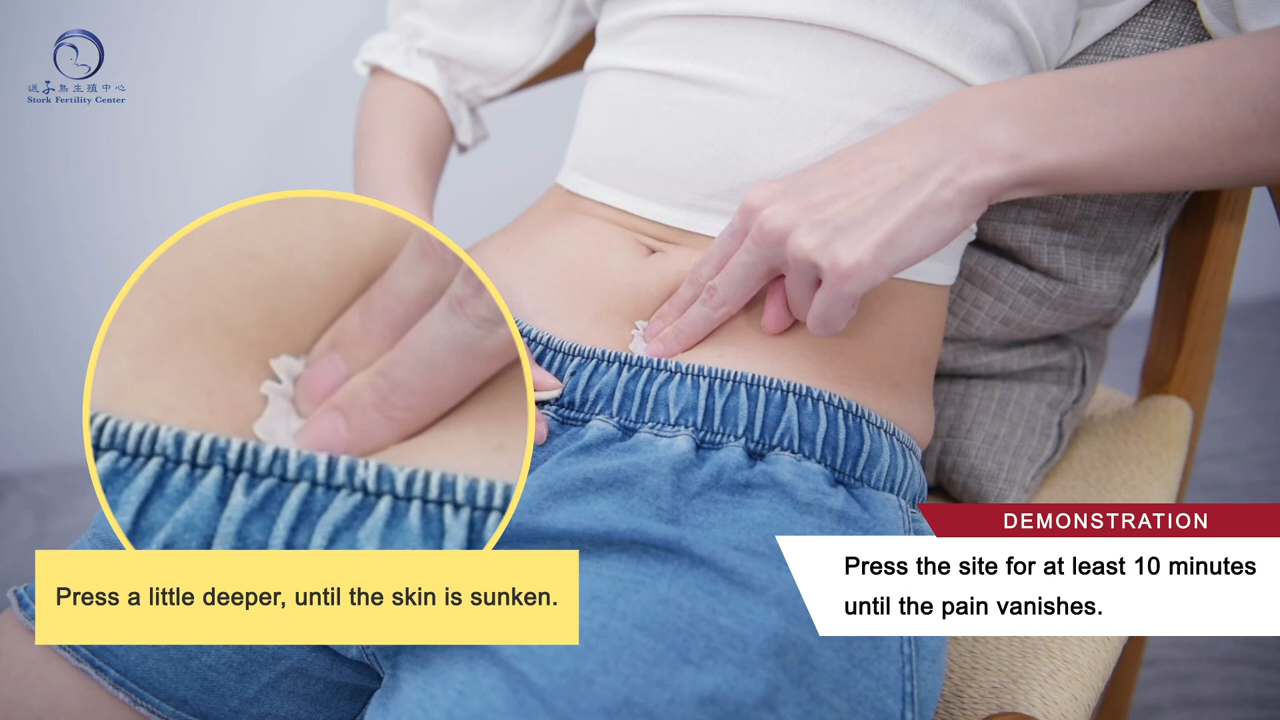 送子鳥生殖中心
Stork Fertility Center
Press a little deeper, until the skin is sunken.
DEMONSTRATION
Press the site for at least 10 minutes
until the pain vanishes.